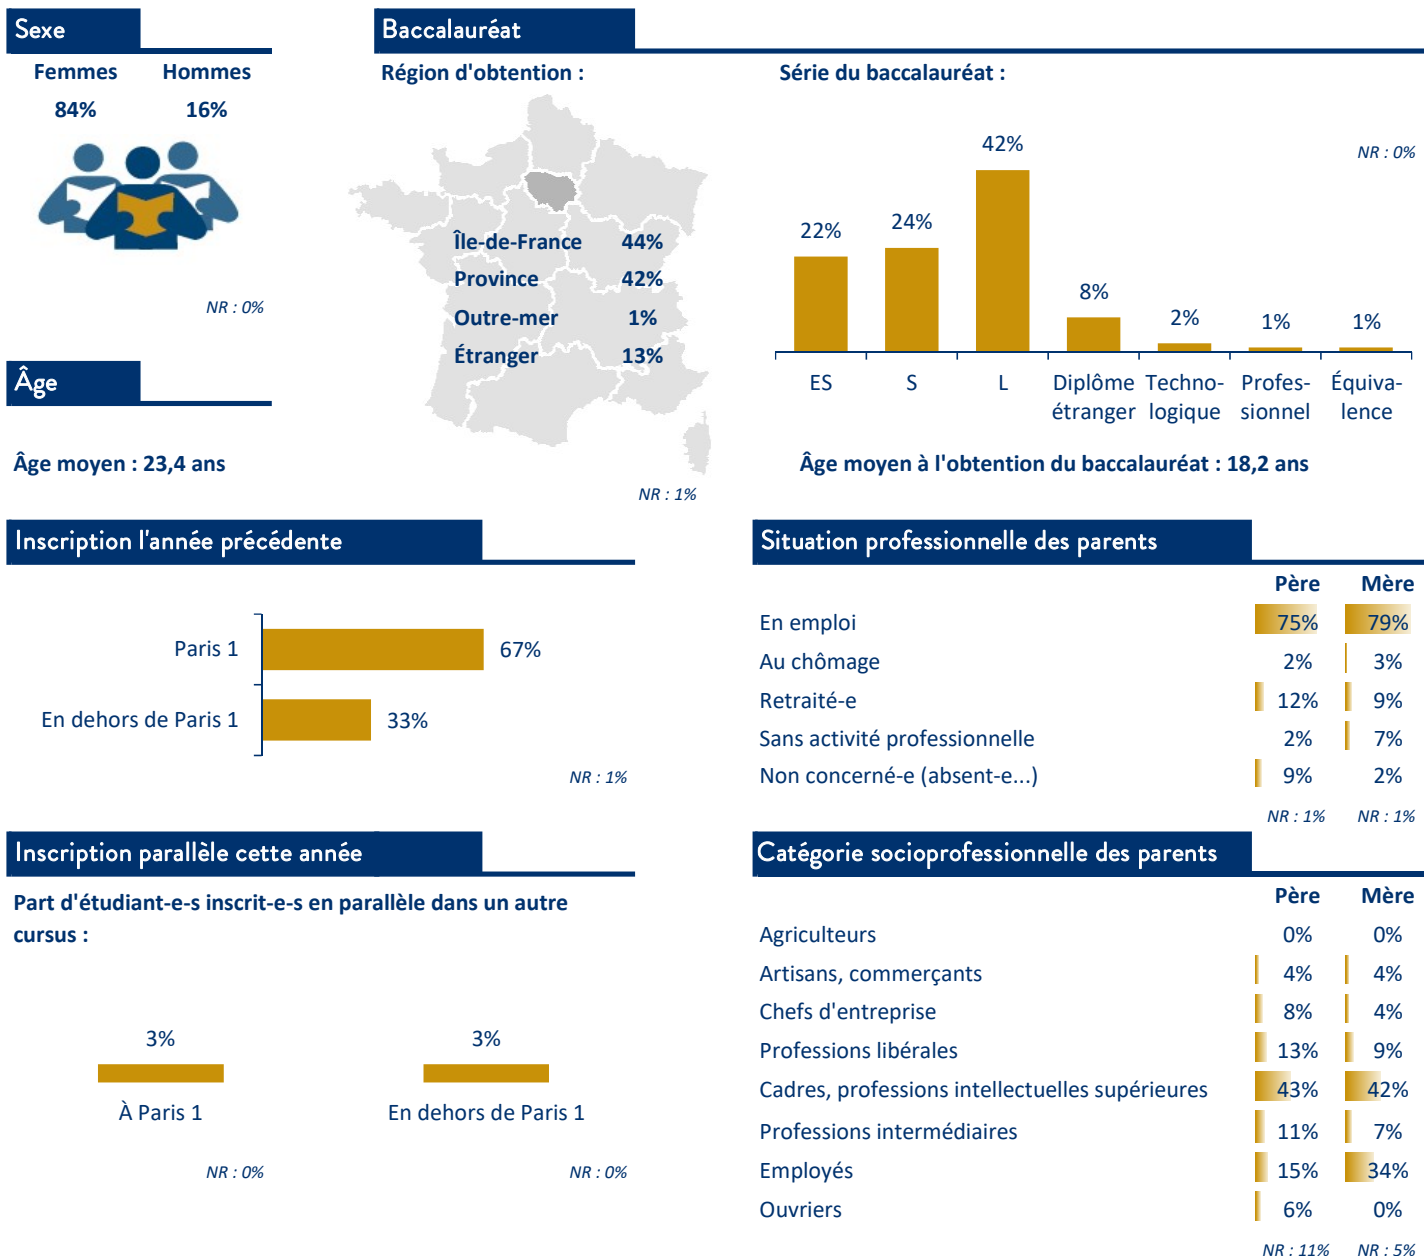 Sexe
Femmes Hommes
84% 16%
NR : 0%
Âge
Âge moyen : 23,4 ans
Baccalauréat
Région d'obtention :
Île-de-France 44%
Province 42%
Outre-mer 1%
Étranger 13%
NR : 1%
Série du baccalauréat :
NR : 0%
22% 24% 42% 8% 2% 1% 1%
ES S L Diplôme Techno- Profes- Équiva-
étranger logique sionnel lence
Âge moyen à l'obtention du baccalauréat : 18,2 ans
Inscription l'année précédente
Paris 1 67%
En dehors de Paris 1 33%
NR : 1%
Situation professionnelle des parents
Père Mère
En emploi 75% 79%
Au chômage 2% 3%
Retraité-e 12% 9%
Sans activité professionnelle 2% 7%
Non concerné-e (absent-e...) 9% 2%
NR : 1% NR : 1%
Inscription parallèle cette année
Part d'étudiant-e-s inscrit-e-s en parallèle dans un autre
cursus :
3% 3%
À Paris 1 En dehors de Paris 1
NR : 0% NR : 0%
Catégorie socioprofessionnelle des parents
Père Mère
Agriculteurs 0% 0%
Artisans, commerçants 4% 4%
Chefs d'entreprise 8% 4%
Professions libérales 13% 9%
Cadres, professions intellectuelles supérieures 43% 42%
Professions intermédiaires 11% 7%
Employés 15% 34%
Ouvriers 6% 0%
NR : 11% NR : 5%